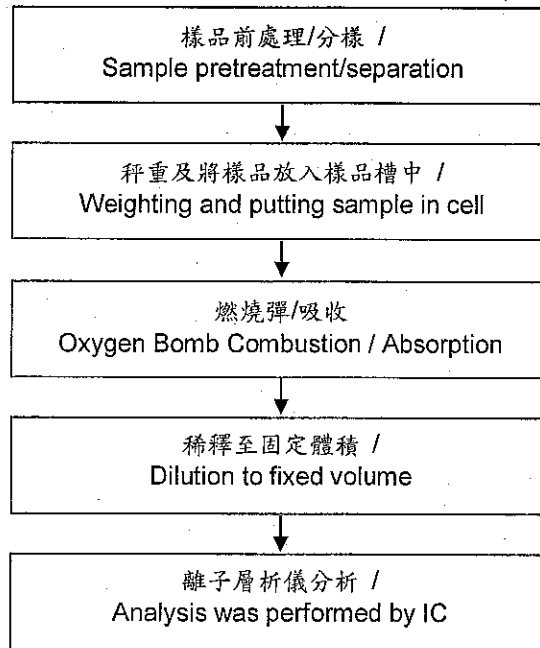 樣品前處理/分樣 /
Sample pretreatment/separation
秤重及將樣品放入樣品槽中 /
Weighting and putting sample in cell
燃燒彈/吸收
Oxygen Bomb Combustion / Absorption
稀釋至固定體積 /
Dilution to fixed volume
離子層析儀分析 /
Analysis was performed by IC